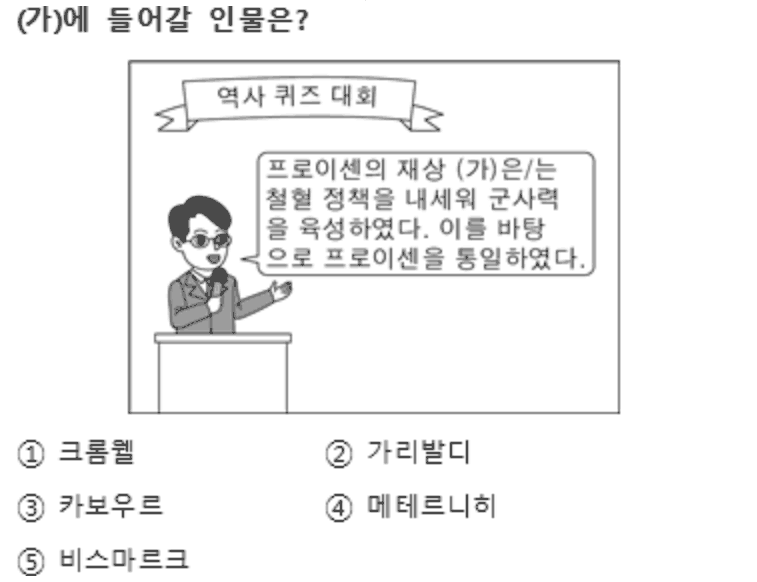 (가)에 들어갈 인물은?
역사 퀴즈 대회
프로이센의 재상 (가)은/는
철혈 정책을 내세워 군사력
을 육성하였다. 이를 바탕
으로 프로이센을 통일하였다.
① 크롬웰
② 가리발디
③ 카보우르
④ 메테르니히
⑤ 비스마르크